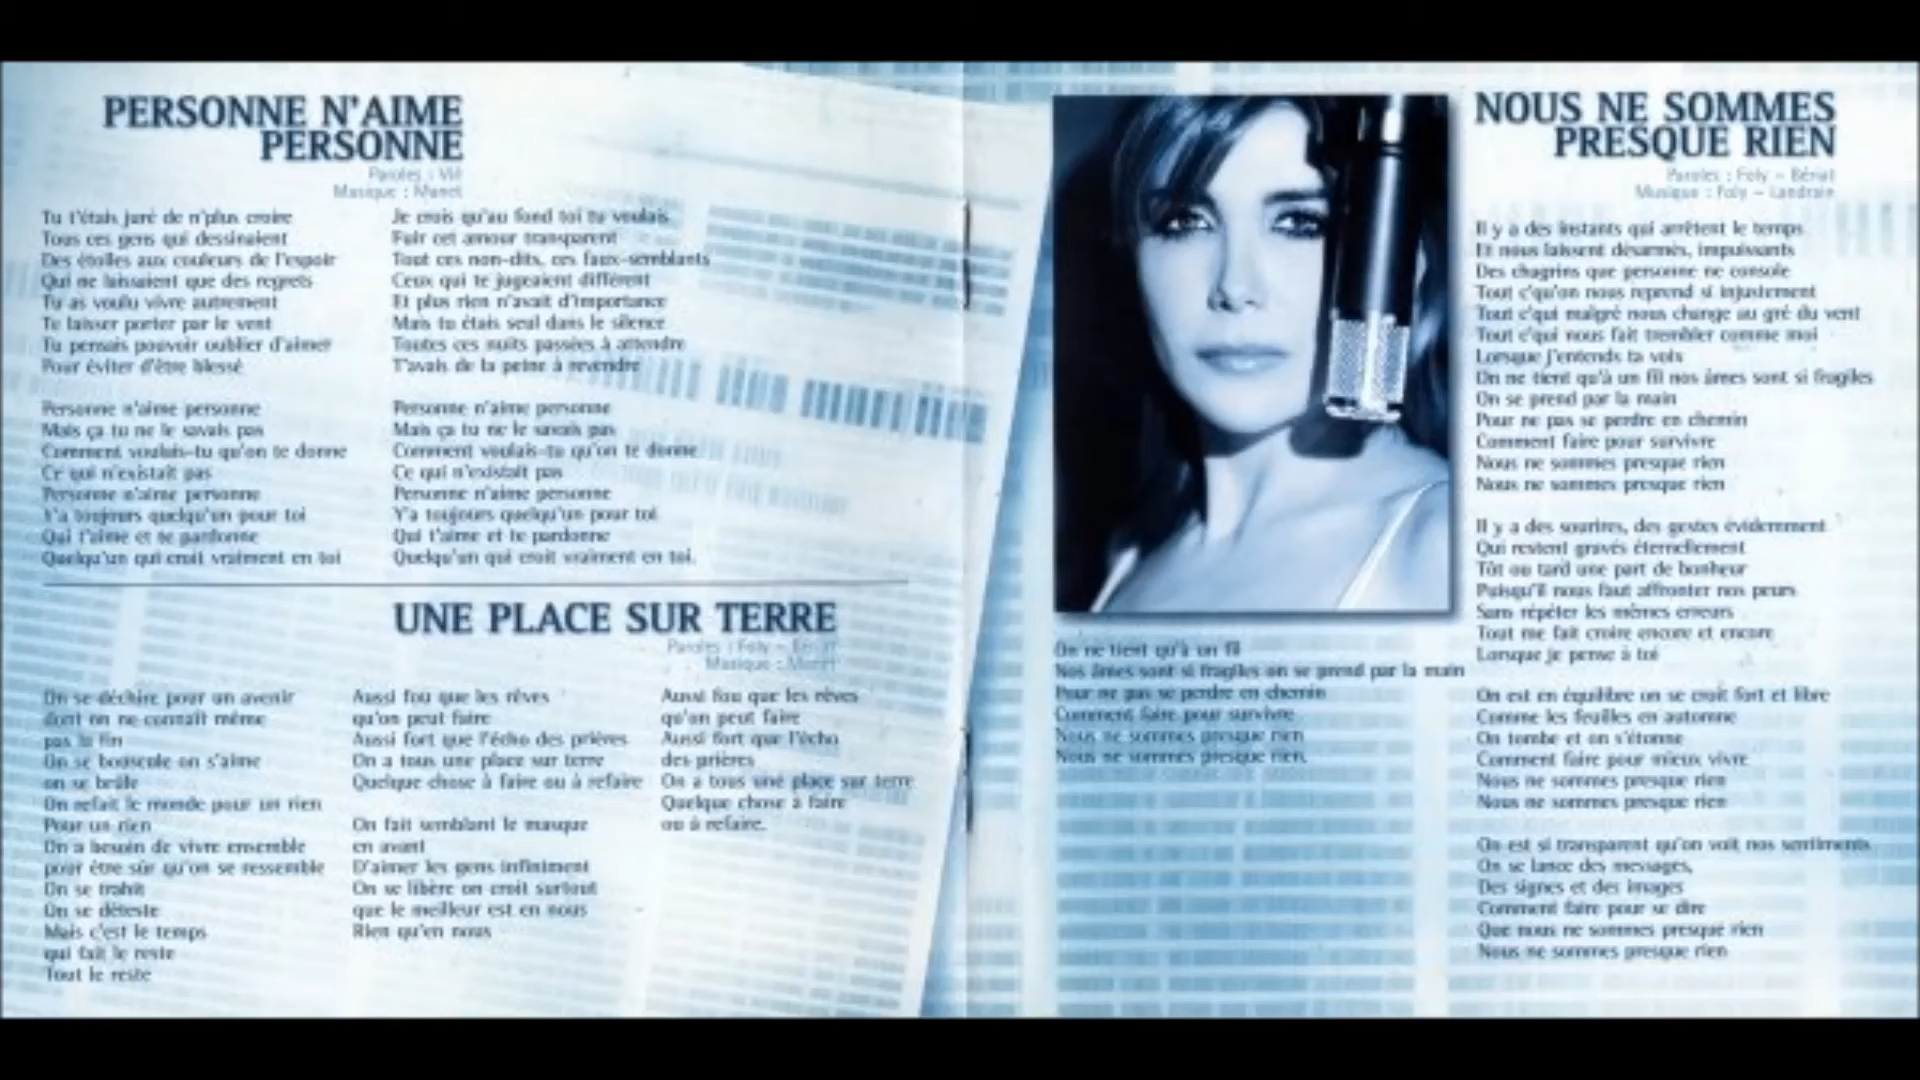 PERSONNE N'AIME
PERSONNE
Paroles : Vié
Musique : Manet
Tu t'étais juré de n'plus croire
Tous ces gens qui dessinaient
Des étoiles aux couleurs de l'espoir
Qui ne laissaient que des regrets
Tu as voulu vivre autrement
Te laisser porter par le vent
Tu pensais pouvoir oublier d'aimer
Pour éviter d'être blessé
Personne n'aime personne
Mais ça tu ne le savais pas
Comment voulais-tu qu'on te donne
Ce qui n'existait pas
Personne n'aime personne
Y'a toujours quelqu'un pour toi
Qui t'aime et te pardonne
Quelqu'un qui croit vraiment en toi
Je crois qu'au fond toi tu voulais
Fuir cet amour transparent
Tout ces non-dits, ces faux-semblants
Ceux qui te jugeaient différent
Et plus rien n'avait d'importance
Mais tu étais seul dans le silence
Toutes ces nuits passées à attendre
T'avais de la peine à revendre
Personne n'aime personne
Mais ça tu ne le savais pas
Comment voulais-tu qu'on te donne
Ce qui n'existait pas
Personne n'aime personne
Y'a toujours quelqu'un pour toi
Qui t'aime et te pardonne
Quelqu'un qui croit vraiment en toi.
UNE PLACE SUR TERRE
Paroles : Foly - Bériat
Musique : Manet
On se déchire pour un avenir
dont on ne connaît même
pas la fin
On se bouscule on s'aime
on se brûle
On refait le monde pour un rien
Pour un rien
On a besoin de vivre ensemble
pour être sûr qu'on se ressemble
On se trahit
On se déteste
Mais c'est le temps
qui fait le reste
Tout le reste
Aussi fou que les rêves
qu'on peut faire
Aussi fort que l'écho des prières
On a tous une place sur terre
Quelque chose à faire ou à refaire
On fait semblant le masque
en avant
D'aimer les gens infiniment
On se libère on croit surtout
que le meilleur est en nous
Rien qu'en nous
Aussi fou que les rêves
qu'on peut faire
Aussi fort que l'écho
des prières
On a tous une place sur terre
Quelque chose à faire
ou à refaire.
NOUS NE SOMMES
PRESQUE RIEN
Paroles : Foly - Bériat
Musique : Foly - Landrain
Il y a des instants qui arrêtent le temps
Et nous laissent désarmés, impuissants
Des chagrins que personne ne console
Tout c'qu'on nous reprend si injustement
Tout c'qui malgré nous change au gré du vent
Tout c'qui nous fait trembler comme moi
Lorsque j'entends ta voix
On ne tient qu'à un fil nos âmes sont si fragiles
On se prend par la main
Pour ne pas se perdre en chemin
Comment faire pour survivre
Nous ne sommes presque rien
Nous ne sommes presque rien
Il y a des sourires, des gestes évidemment
Qui restent gravés éternellement
Tôt ou tard une part de bonheur
Puisqu'il nous faut affronter nos peurs
Sans répéter les mêmes erreurs
Tout me fait croire encore et encore
Lorsque je pense à toi
On est en équilibre on se croit fort et libre
Comme les feuilles en automne
On tombe et on s'étonne
Comment faire pour mieux vivre
Nous ne sommes presque rien
Nous ne sommes presque rien
On est si transparent qu'on voit nos sentiments
On se lance des messages,
Des signes et des images
Comment faire pour se dire
Que nous ne sommes presque rien
Nous ne sommes presque rien
On ne tient qu'à un fil
Nos âmes sont si fragiles on se prend par la main
Pour ne pas se perdre en chemin
Comment faire pour survivre
Nous ne sommes presque rien
Nous ne sommes presque rien.